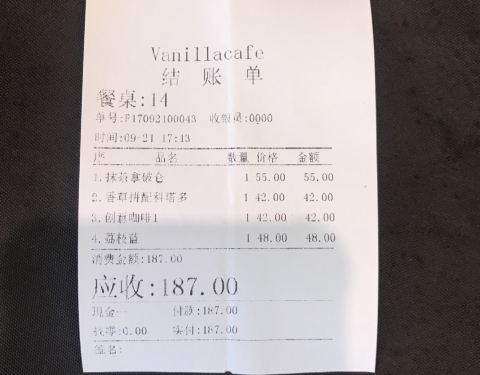 Vanillacafe
结 账 单
餐桌:14
单号:P17092100043 收银员:0000
时间:09-21 17:13
序 品名 数量 价格 金额
1.抹茶拿破仑 1 55.00 55.00
2.香草拼配科塔多 1 42.00 42.00
3.创意咖啡1 1 42.00 42.00
4.荔枝 1 48.00 48.00
消费金额:187.00
应收:187.00
现金一 付款:187.00
找零:0.00 实付:187.00
签名: